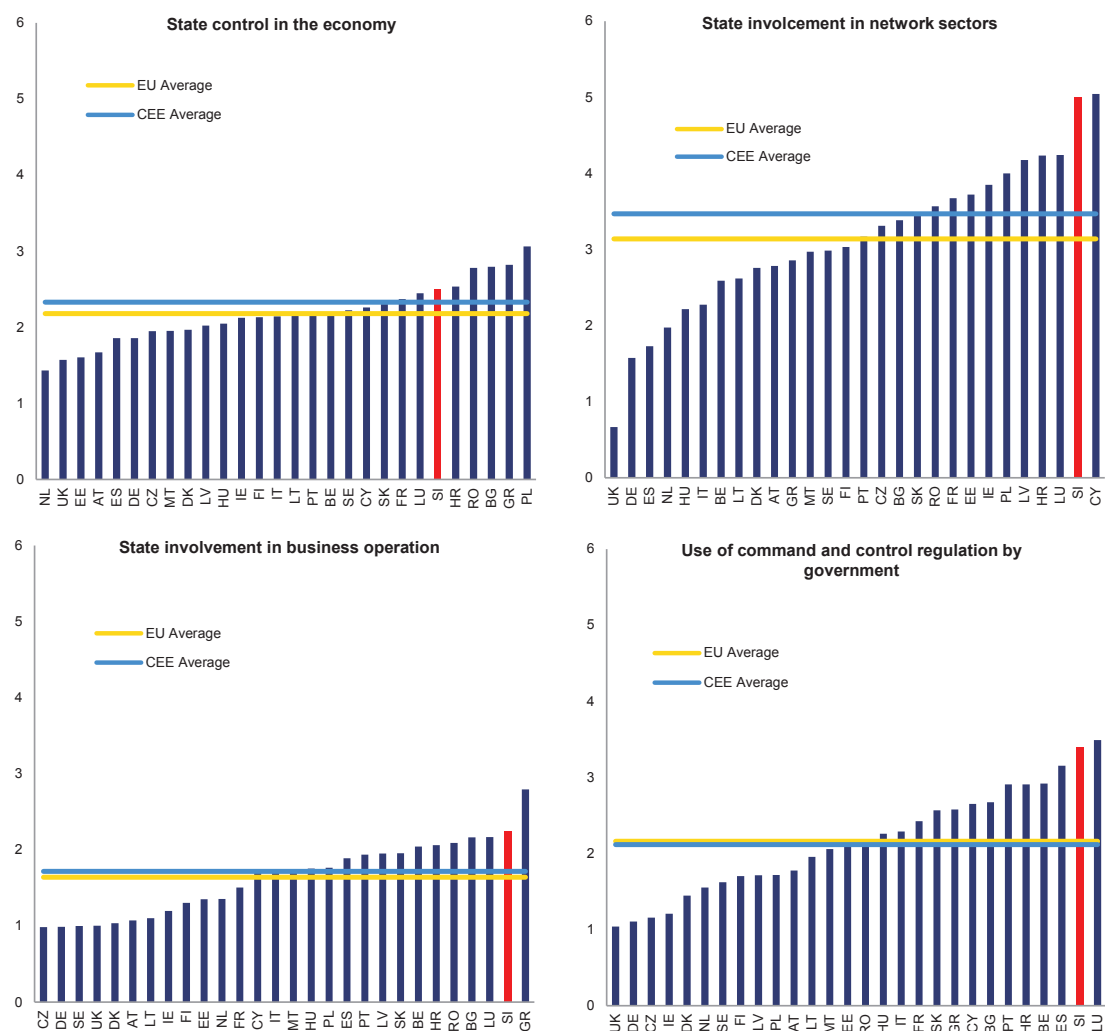 State control in the economy
6
5
4
3
2
1
0
EU Average
CEE Average
NL UK EE AT ES DE CZ MT DK LV HU IE FI IT LT PT BE SE CY SK FR LU SI HR RO BG GR PL
State involcement in network sectors
6
5
4
3
2
1
0
EU Average
CEE Average
UK DE ES NL HU IT BE LT DK AT GR MT SE FI PT CZ BG SK RO FR EE IE PL LV HR LU SI CY
State involvement in business operation
6
5
4
3
2
1
0
EU Average
CEE Average
CZ DE SE UK DK AT LT IE FI EE NL FR CY IT MT HU PL ES PT LV SK BE HR RO BG LU SI GR
Use of command and control regulation by
government
6
5
4
3
2
1
0
EU Average
CEE Average
UK DE CZ IE DK NL SE FI LV PL AT LT MT EE RO HU IT FR SK GR CY BG PT HR BE ES SI LU